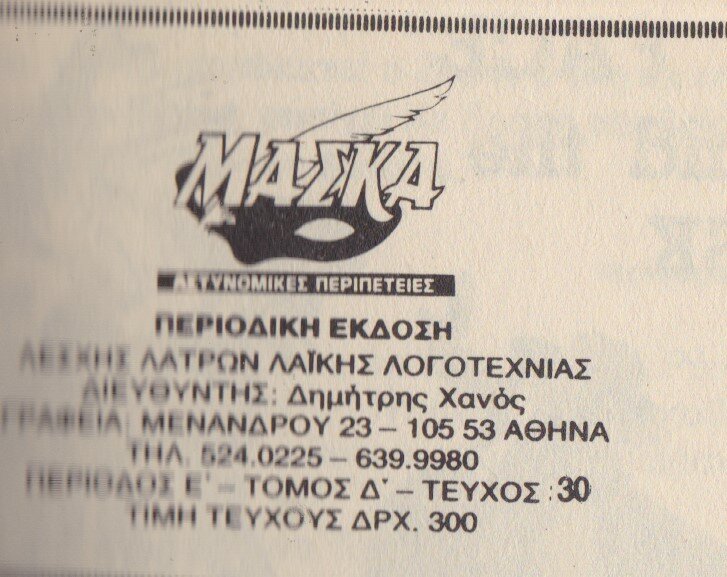 ΜΑΣΚΑ
ΑΣΤΥΝΟΜΙΚΕΣ ΠΕΡΙΠΕΤΕΙΕΣ
ΠΕΡΙΟΔΙΚΗ ΕΚΔΟΣΗ
ΛΕΣΧΗΣ ΛΑΤΡΩΝ ΛΑΪΚΗΣ ΛΟΓΟΤΕΧΝΙΑΣ
ΔΙΕΥΘΥΝΤΗΣ: Δημήτρης Χανός
ΓΡΑΦΕΙΑ: ΜΕΝΑΝΔΡΟΥ 23 – 105 53 ΑΘΗΝΑ
ΤΗΛ. 524.0225 – 639.9980
ΠΕΡΙΟΔΟΣ Ε' – ΤΟΜΟΣ Δ' – ΤΕΥΧΟΣ: 30
ΤΙΜΗ ΤΕΥΧΟΥΣ ΔΡΧ. 300